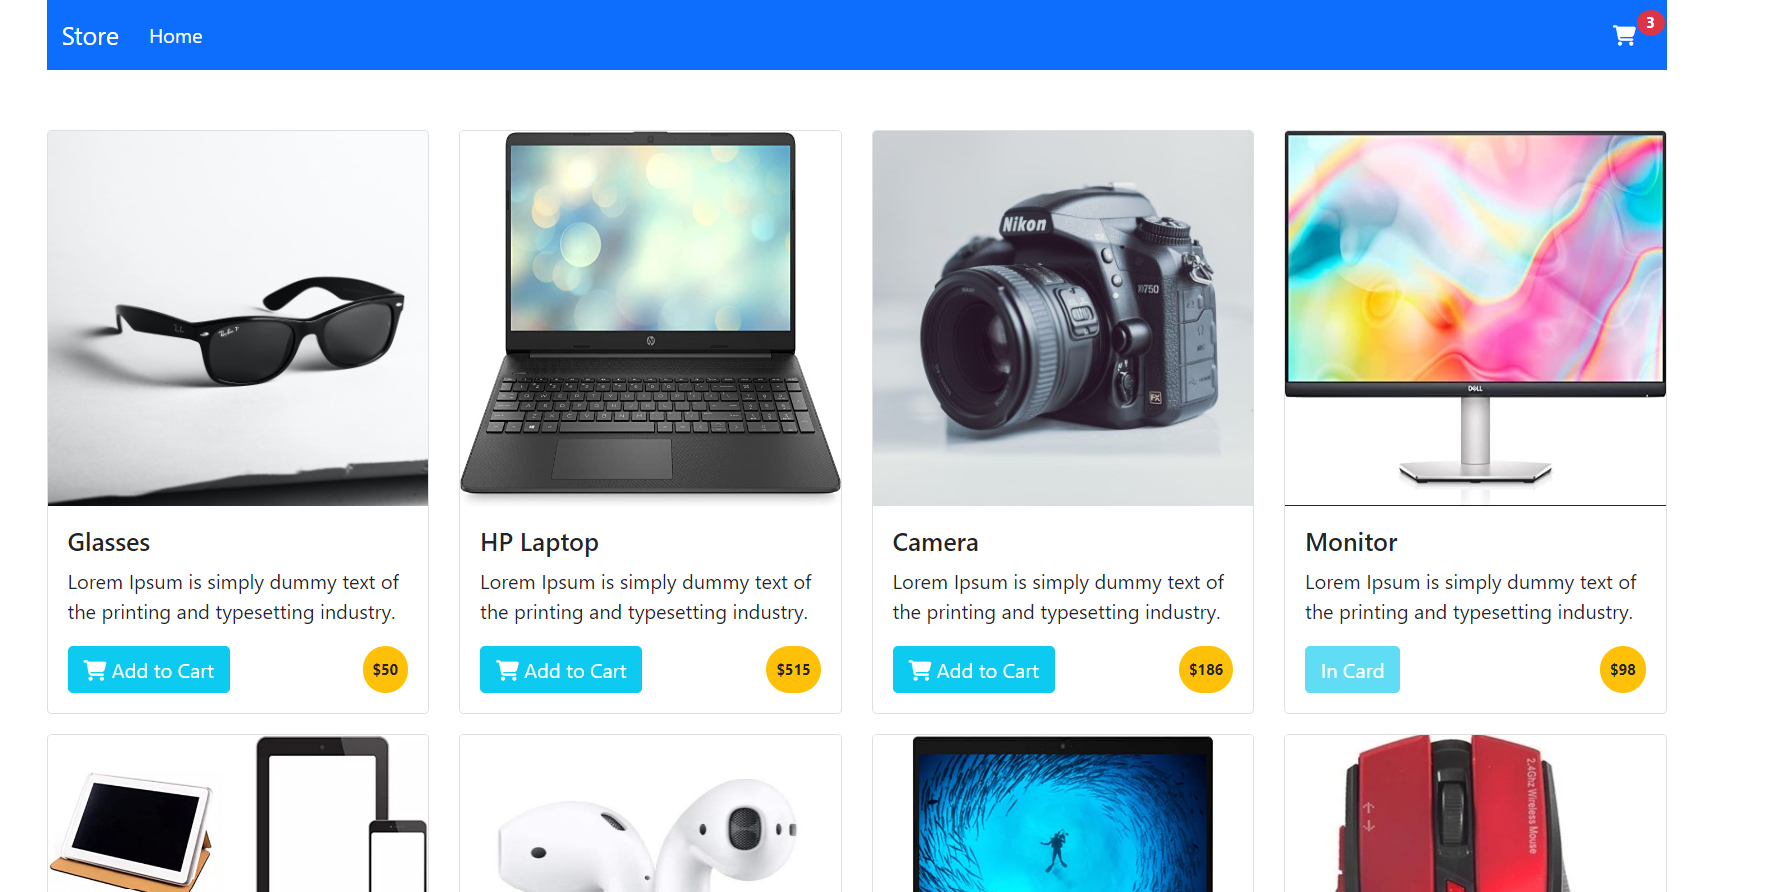 Store Home 3
Nikon
D750
FX
DELL
Ray-Ban
Glasses
Lorem Ipsum is simply dummy text of
the printing and typesetting industry.
Add to Cart $50
HP Laptop
Lorem Ipsum is simply dummy text of
the printing and typesetting industry.
Add to Cart $515
Camera
Lorem Ipsum is simply dummy text of
the printing and typesetting industry.
Add to Cart $186
Monitor
Lorem Ipsum is simply dummy text of
the printing and typesetting industry.
In Card $98
2.4Ghz Wireless Mouse